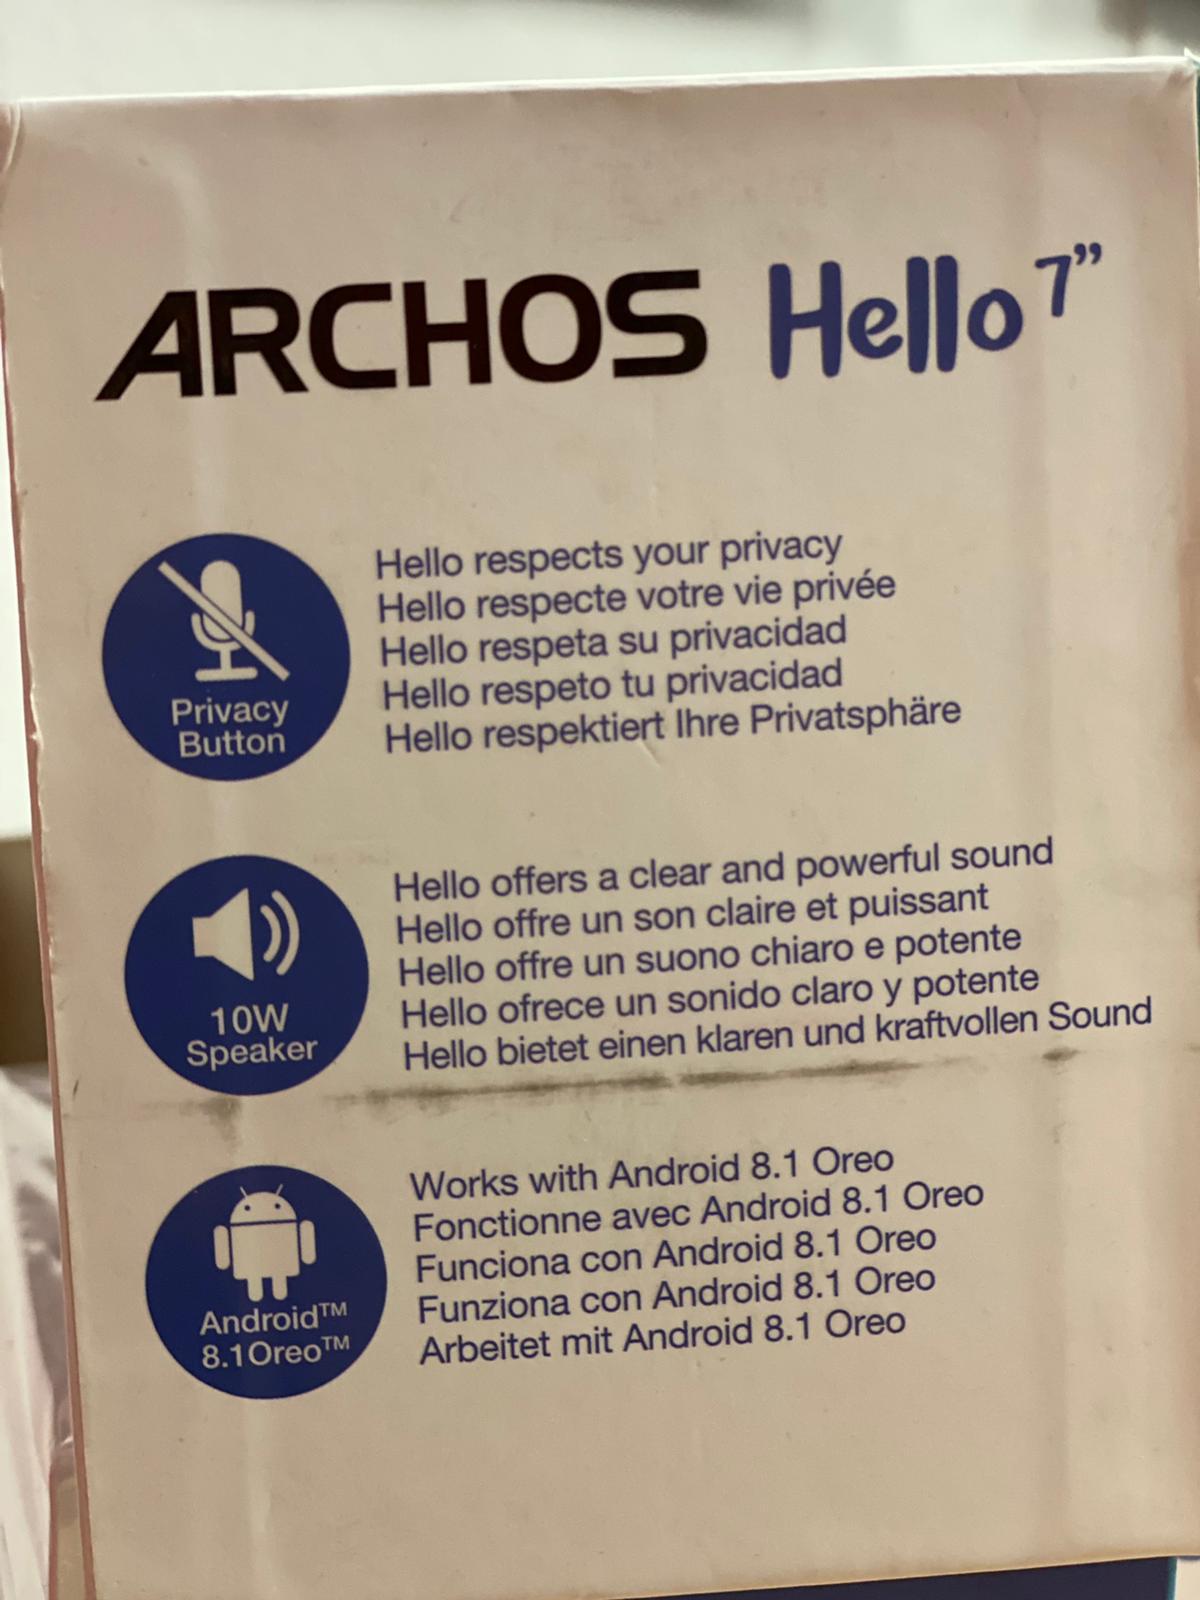 ARCHOS Hello 7”
Privacy
Button
Hello respects your privacy
Hello respecte votre vie privée
Hello respeta su privacidad
Hello respeto tu privacidad
Hello respektiert Ihre Privatsphäre
10W
Speaker
Hello offers a clear and powerful sound
Hello offre un son claire et puissant
Hello offre un suono chiaro e potente
Hello ofrece un sonido claro y potente
Hello bietet einen klaren und kraftvollen Sound
Android™
8.1Oreo™
Works with Android 8.1 Oreo
Fonctionne avec Android 8.1 Oreo
Funciona con Android 8.1 Oreo
Funziona con Android 8.1 Oreo
Arbeitet mit Android 8.1 Oreo